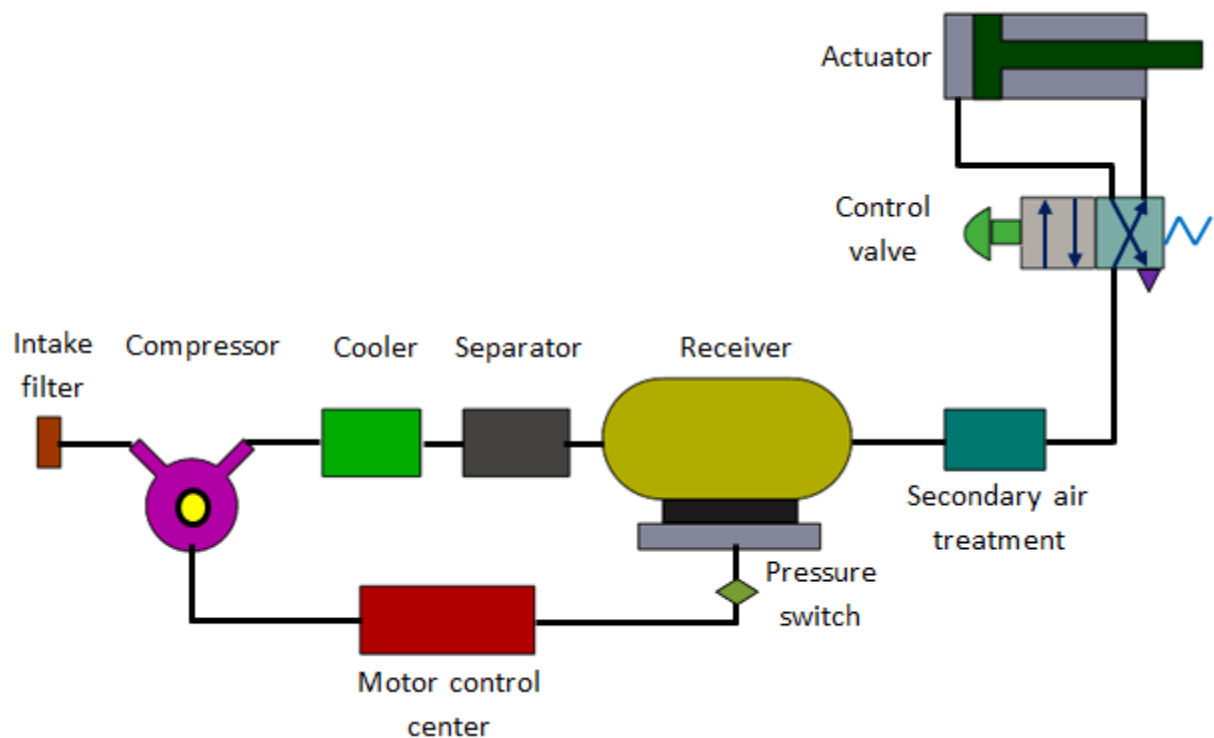 Actuator
Control
valve
Intake
filter
Compressor
Cooler
Separator
Receiver
Secondary air
treatment
Pressure
switch
Motor control
center